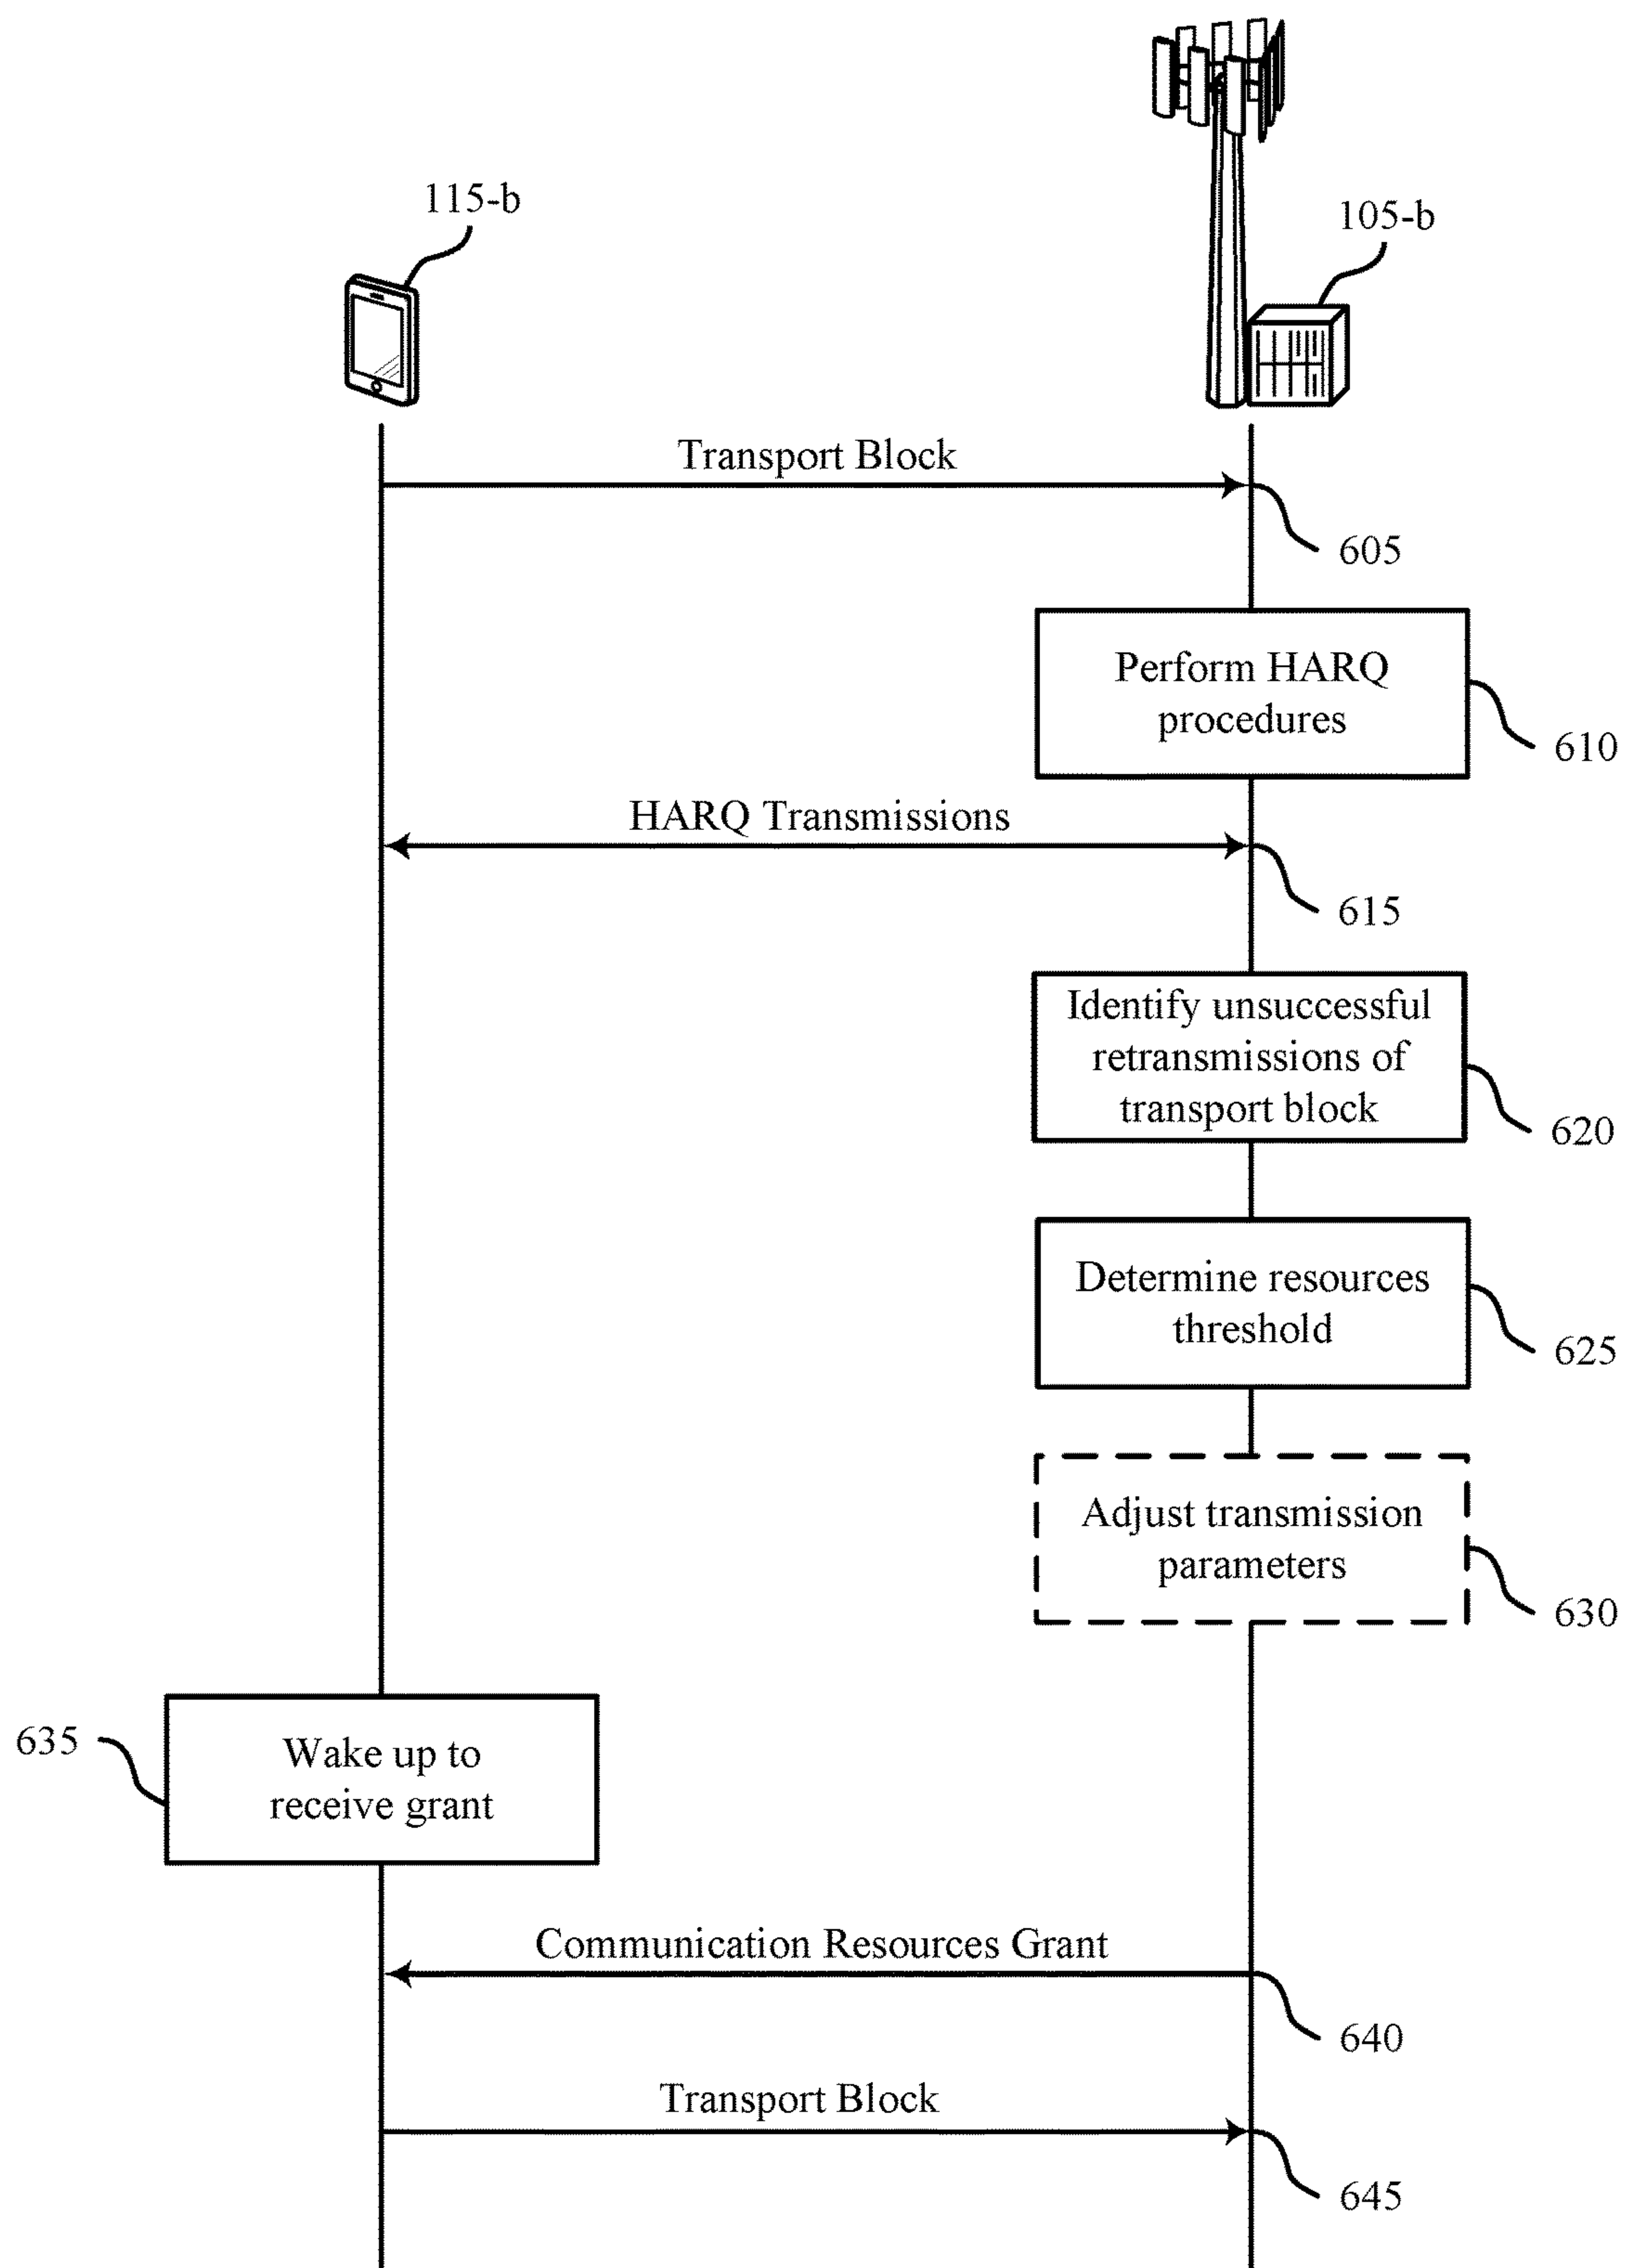 115-b
105-b
Transport Block
605
Perform HARQ
procedures
610
HARQ Transmissions
615
Identify unsuccessful
retransmissions of
transport block
620
Determine resources
threshold
625
Adjust transmission
parameters
630
635
Wake up to
receive grant
Communication Resources Grant
640
Transport Block
645